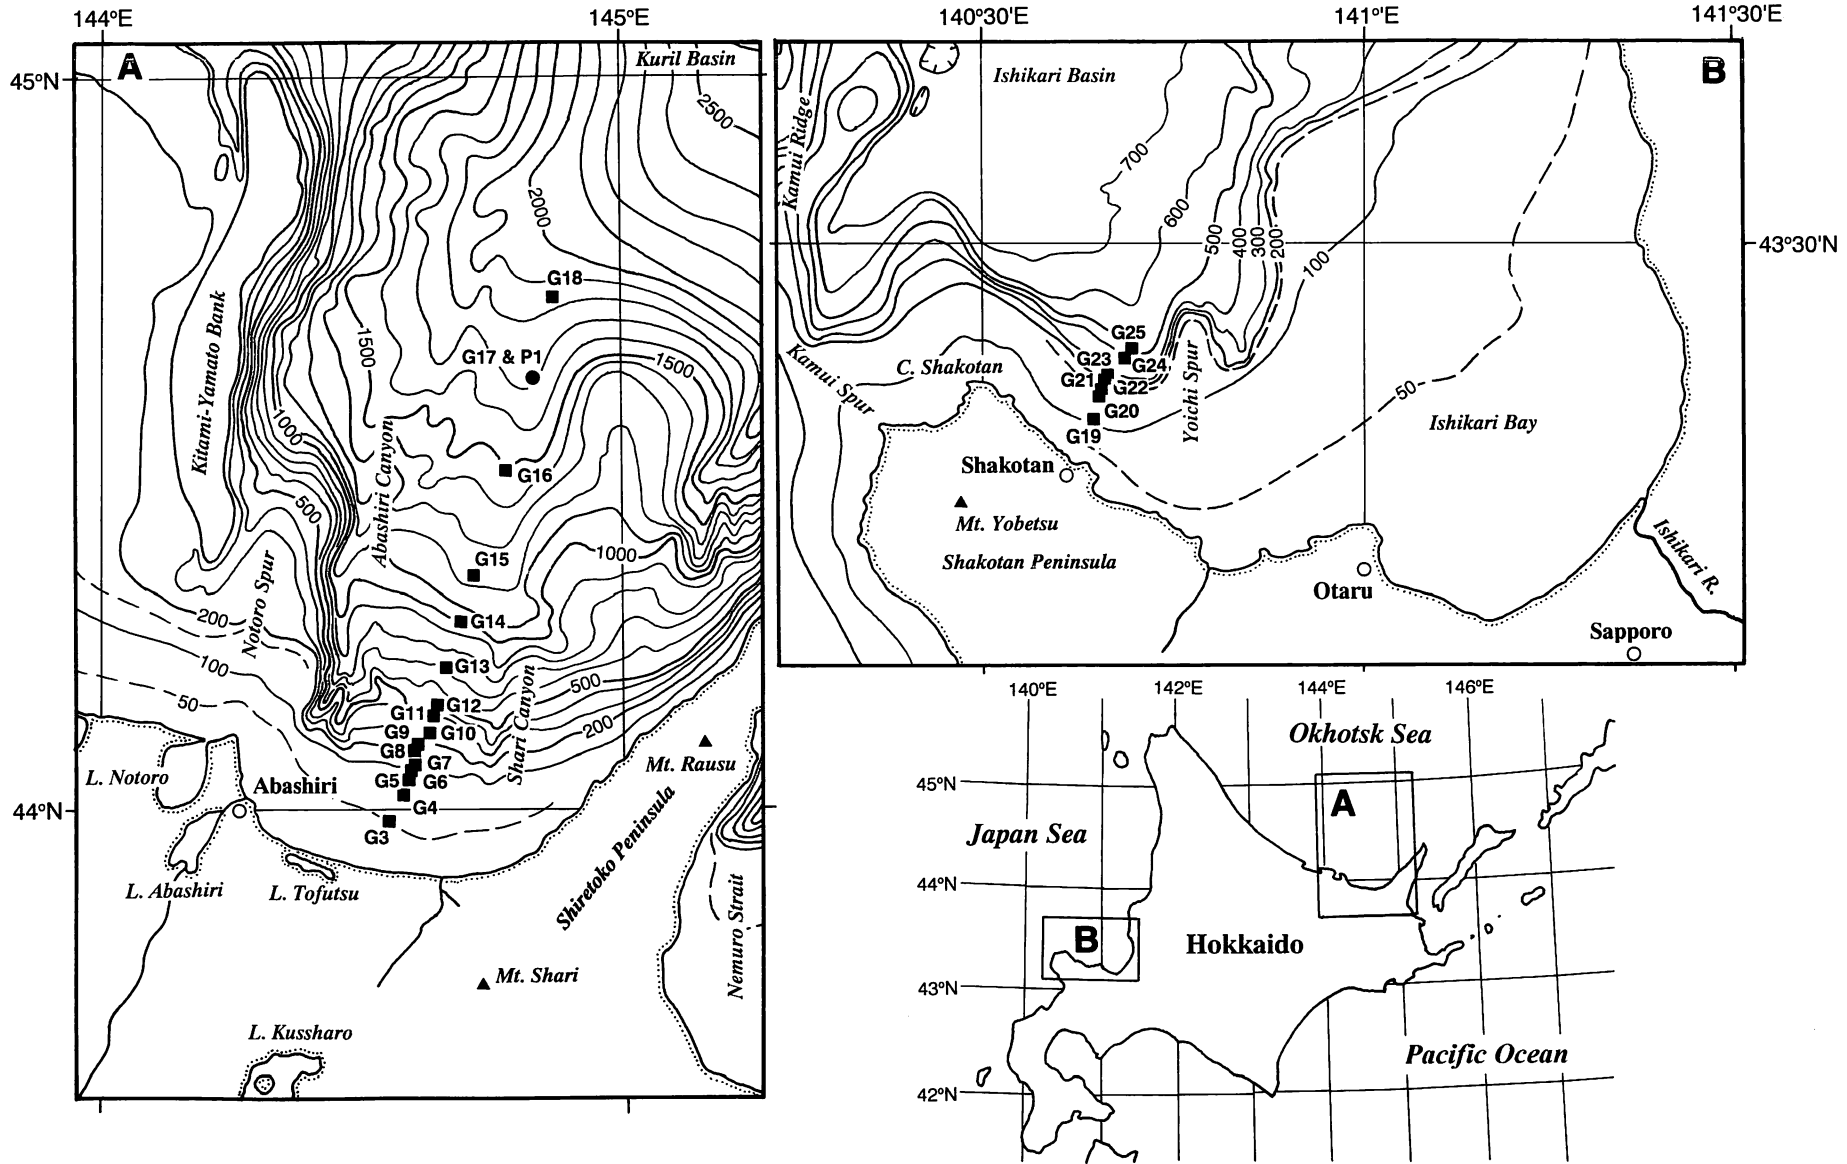 144°E
145°E
45°N
44°N
A
Kuril Basin
2500
2000
G18
Kitami-Yamato Bank
1500
G17 & P1
1500
1000
Abashiri Canyon
G16
500
G15
1000
Notoro Spur
200
G14
100
G13
500
50
G12
G11
Shari Canyon
G9
G10
200
G8
G7
Mt. Rausu
L. Notoro
G5
G6
Abashiri
G4
G3
Shiretoko Peninsula
L. Abashiri
L. Tofutsu
Nemuro Strait
Mt. Shari
L. Kussharo
140°30'E
141°E
141°30'E
43°30'N
B
Ishikari Basin
Kamui Ridge
700
600
500
400
300
200
100
G25
G23
G24
C. Shakotan
G21
G22
Kamui Spur
Yoichi Spur
50
G20
G19
Ishikari Bay
Shakotan
Mt. Yobetsu
Shakotan Peninsula
Ishikari R.
Otaru
Sapporo
140°E
142°E
144°E
146°E
Okhotsk Sea
45°N
A
Japan Sea
44°N
B
Hokkaido
43°N
Pacific Ocean
42°N